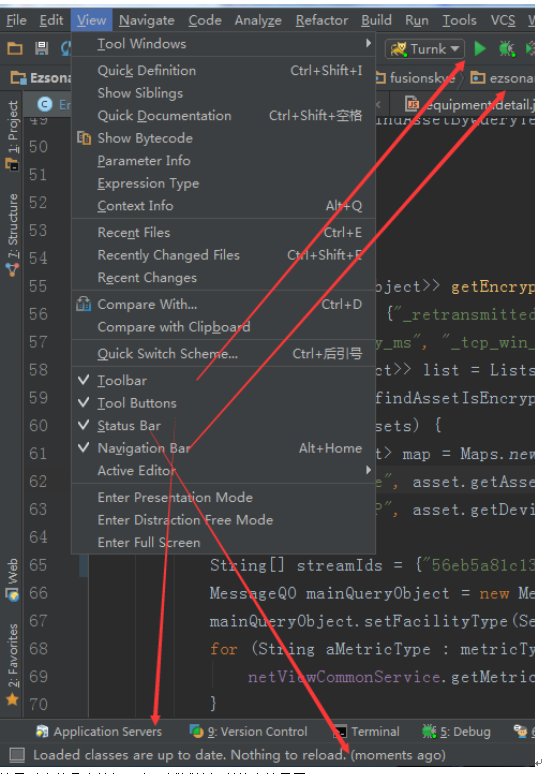 File Edit View Navigate Code Analyze Refactor Build Run Tools VCS
Tool Windows
Turnk
Quick Definition Ctrl+Shift+I
Ezsona
fusionskye
ezsona
Show Siblings
Quick Documentation Ctrl+Shift+空格
equipment detail.j
Show Bytecode
Parameter Info
Expression Type
Context Info Alt+Q
Recent Files Ctrl+E
Recently Changed Files Ctrl+Shift+E
Recent Changes
Compare With... Ctrl+D
Compare with Clipboard
Quick Switch Scheme... Ctrl+后引号
Toolbar
Tool Buttons
Status Bar
Navigation Bar Alt+Home
Active Editor
Enter Presentation Mode
Enter Distraction Free Mode
Enter Full Screen
1: Project
7: Structure
Web
2: Favorites
49
50
51
52
53
54
55 bject>> getEncryp
56 {"_retransmitted
57 y_ms", "_tcp_win_
58 ct>> list = Lists
59 findAssetIsEncryp
60 sets) {
61 t> map = Maps.new
62 e", asset.getAsse
63 P", asset.getDevi
64
65 String[] streamIds = {"56eb5a81c13
66 MessageQO mainQueryObject = new Me
67 mainQueryObject.setFacilityType(Se
68 for (String aMetricType : metricTy
69 netViewCommonService.getMetric
70 }
Application Servers 9: Version Control Terminal 5: Debug
Loaded classes are up to date. Nothing to reload. (moments ago)